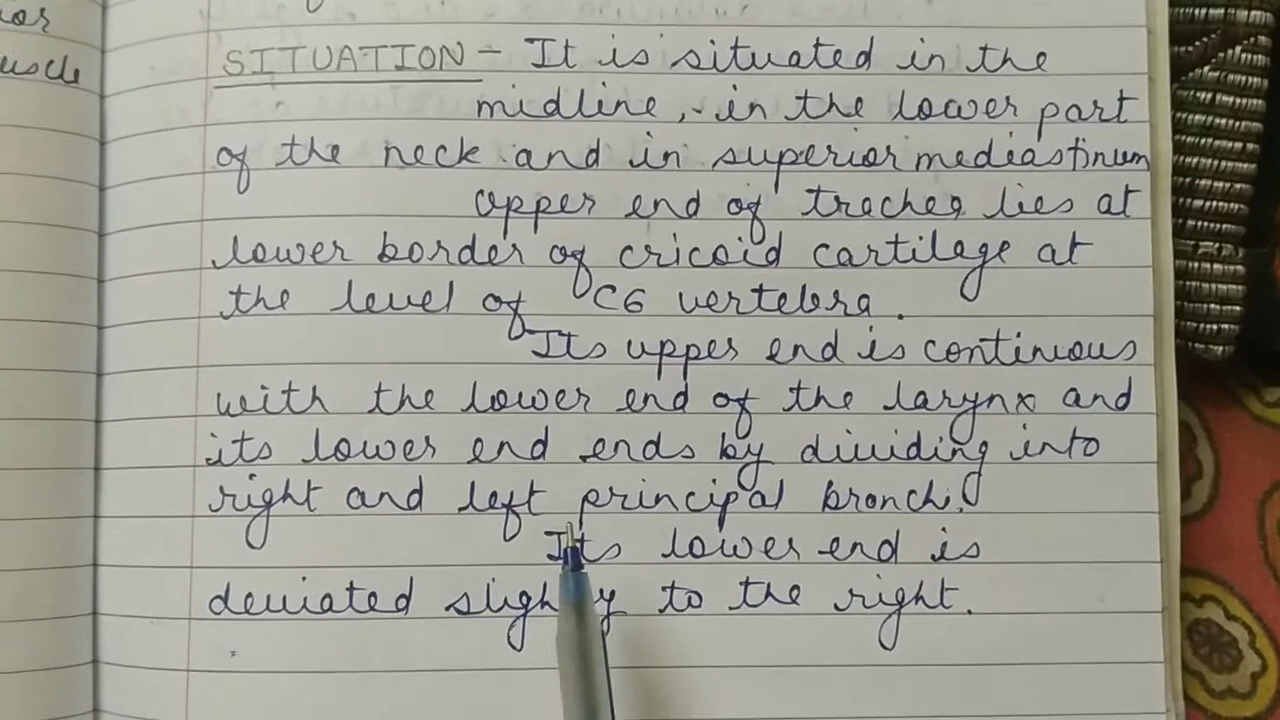 ior
uscle
SITUATION - It is situated in the
midline, in the lower part
of the neck and in superior mediastinum
upper end of trachea lies at
lower border of cricoid cartilage at
the level of C6 vertebra.
Its upper end is continuous
with the lower end of the larynx and
its lower end ends by dividing into
right and left principal bronchi.
Its lower end is
deviated slighly to the right.